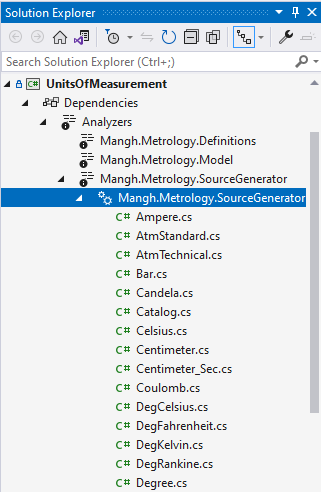 Solution Explorer
Search Solution Explorer (Ctrl+;)
C# UnitsOfMeasurement
Dependencies
Analyzers
Mangh.Metrology.Definitions
Mangh.Metrology.Model
Mangh.Metrology.SourceGenerator
Mangh.Metrology.SourceGenerator
C# Ampere.cs
C# AtmStandard.cs
C# AtmTechnical.cs
C# Bar.cs
C# Candela.cs
C# Catalog.cs
C# Celsius.cs
C# Centimeter.cs
C# Centimeter_Sec.cs
C# Coulomb.cs
C# DegCelsius.cs
C# DegFahrenheit.cs
C# DegKelvin.cs
C# DegRankine.cs
C# Degree.cs